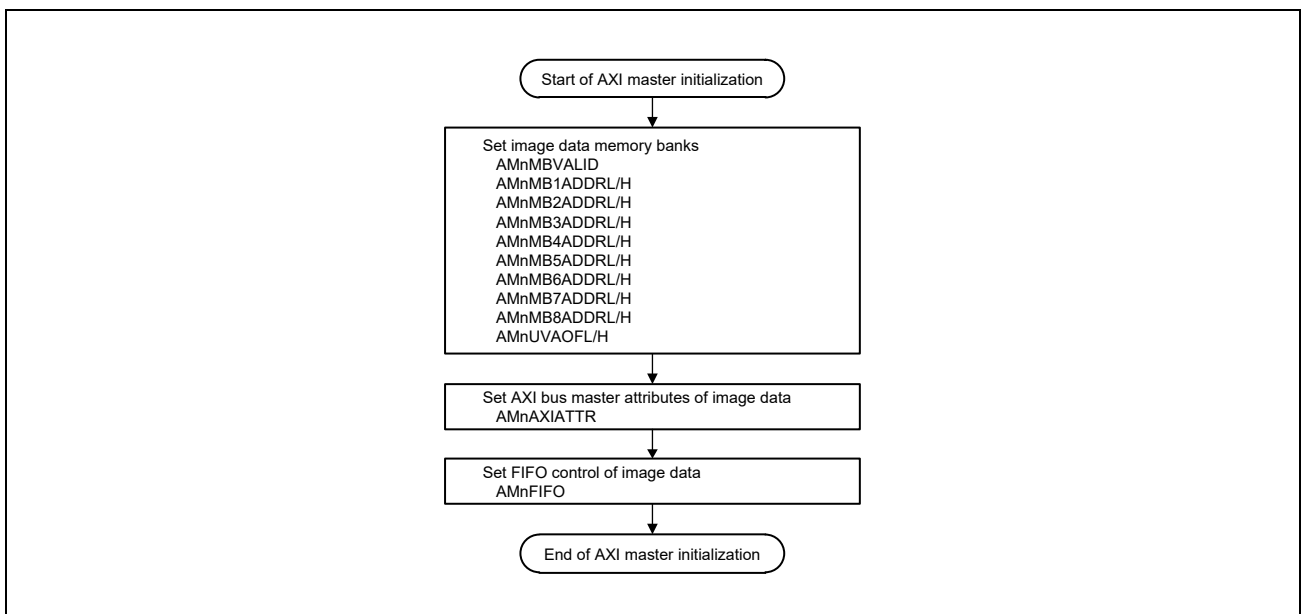 Start of AXI master initialization
Set image data memory banks
AMnMBVALID
AMnMB1ADDRL/H
AMnMB2ADDRL/H
AMnMB3ADDRL/H
AMnMB4ADDRL/H
AMnMB5ADDRL/H
AMnMB6ADDRL/H
AMnMB7ADDRL/H
AMnMB8ADDRL/H
AMnUVAOFL/H
Set AXI bus master attributes of image data
AMnAXIATTR
Set FIFO control of image data
AMnFIFO
End of AXI master initialization